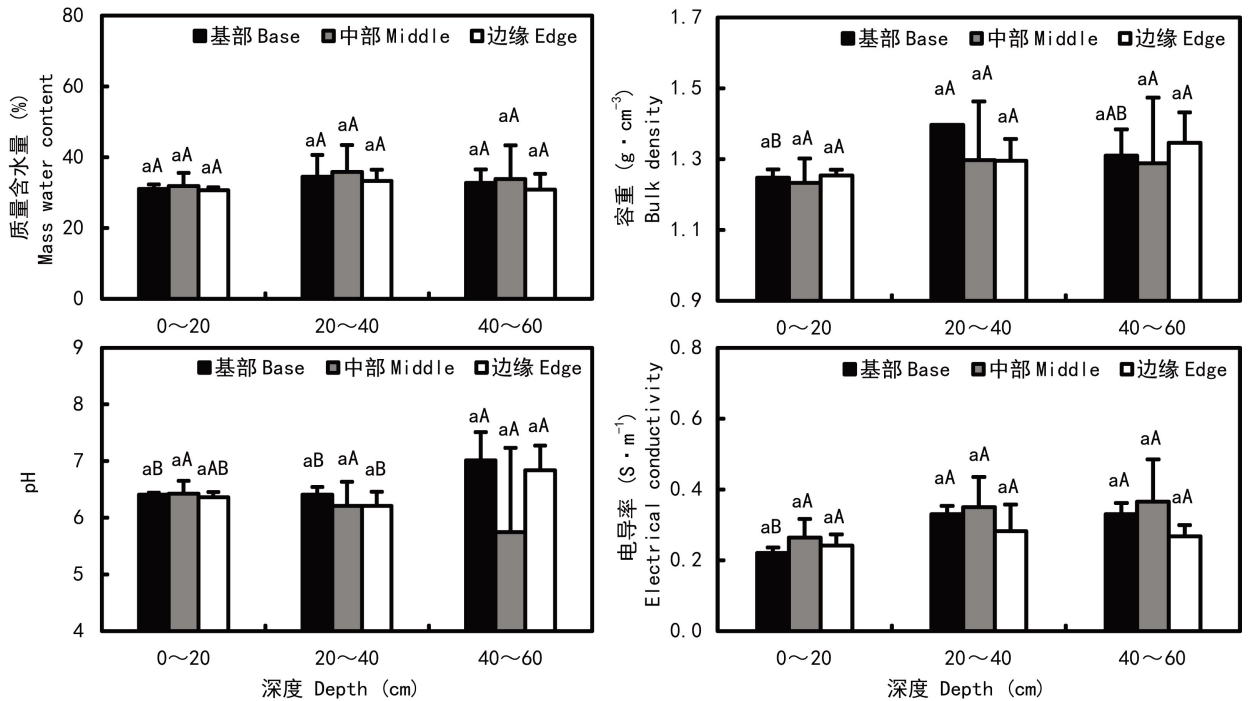 质量含水量 (%)
Mass water content
80
60
40
20
0
■基部 Base ■中部 Middle □边缘 Edge
aA aA aA
aA aA aA
aA aA aA
0～20 20～40 40～60
容重 (g·cm⁻³)
Bulk density
1.7
1.5
1.3
1.1
0.9
■基部 Base ■中部 Middle □边缘 Edge
aB aA aA
aA aA aA
aAB aA aA
0～20 20～40 40～60
pH
9
8
7
6
5
4
■基部 Base ■中部 Middle □边缘 Edge
aB aA aAB
aB aA aB
aA aA aA
0～20 20～40 40～60
深度 Depth (cm)
电导率 (S·m⁻¹)
Electrical conductivity
0.8
0.6
0.4
0.2
0.0
■基部 Base ■中部 Middle □边缘 Edge
aB aA aA
aA aA aA
aA aA aA
0～20 20～40 40～60
深度 Depth (cm)